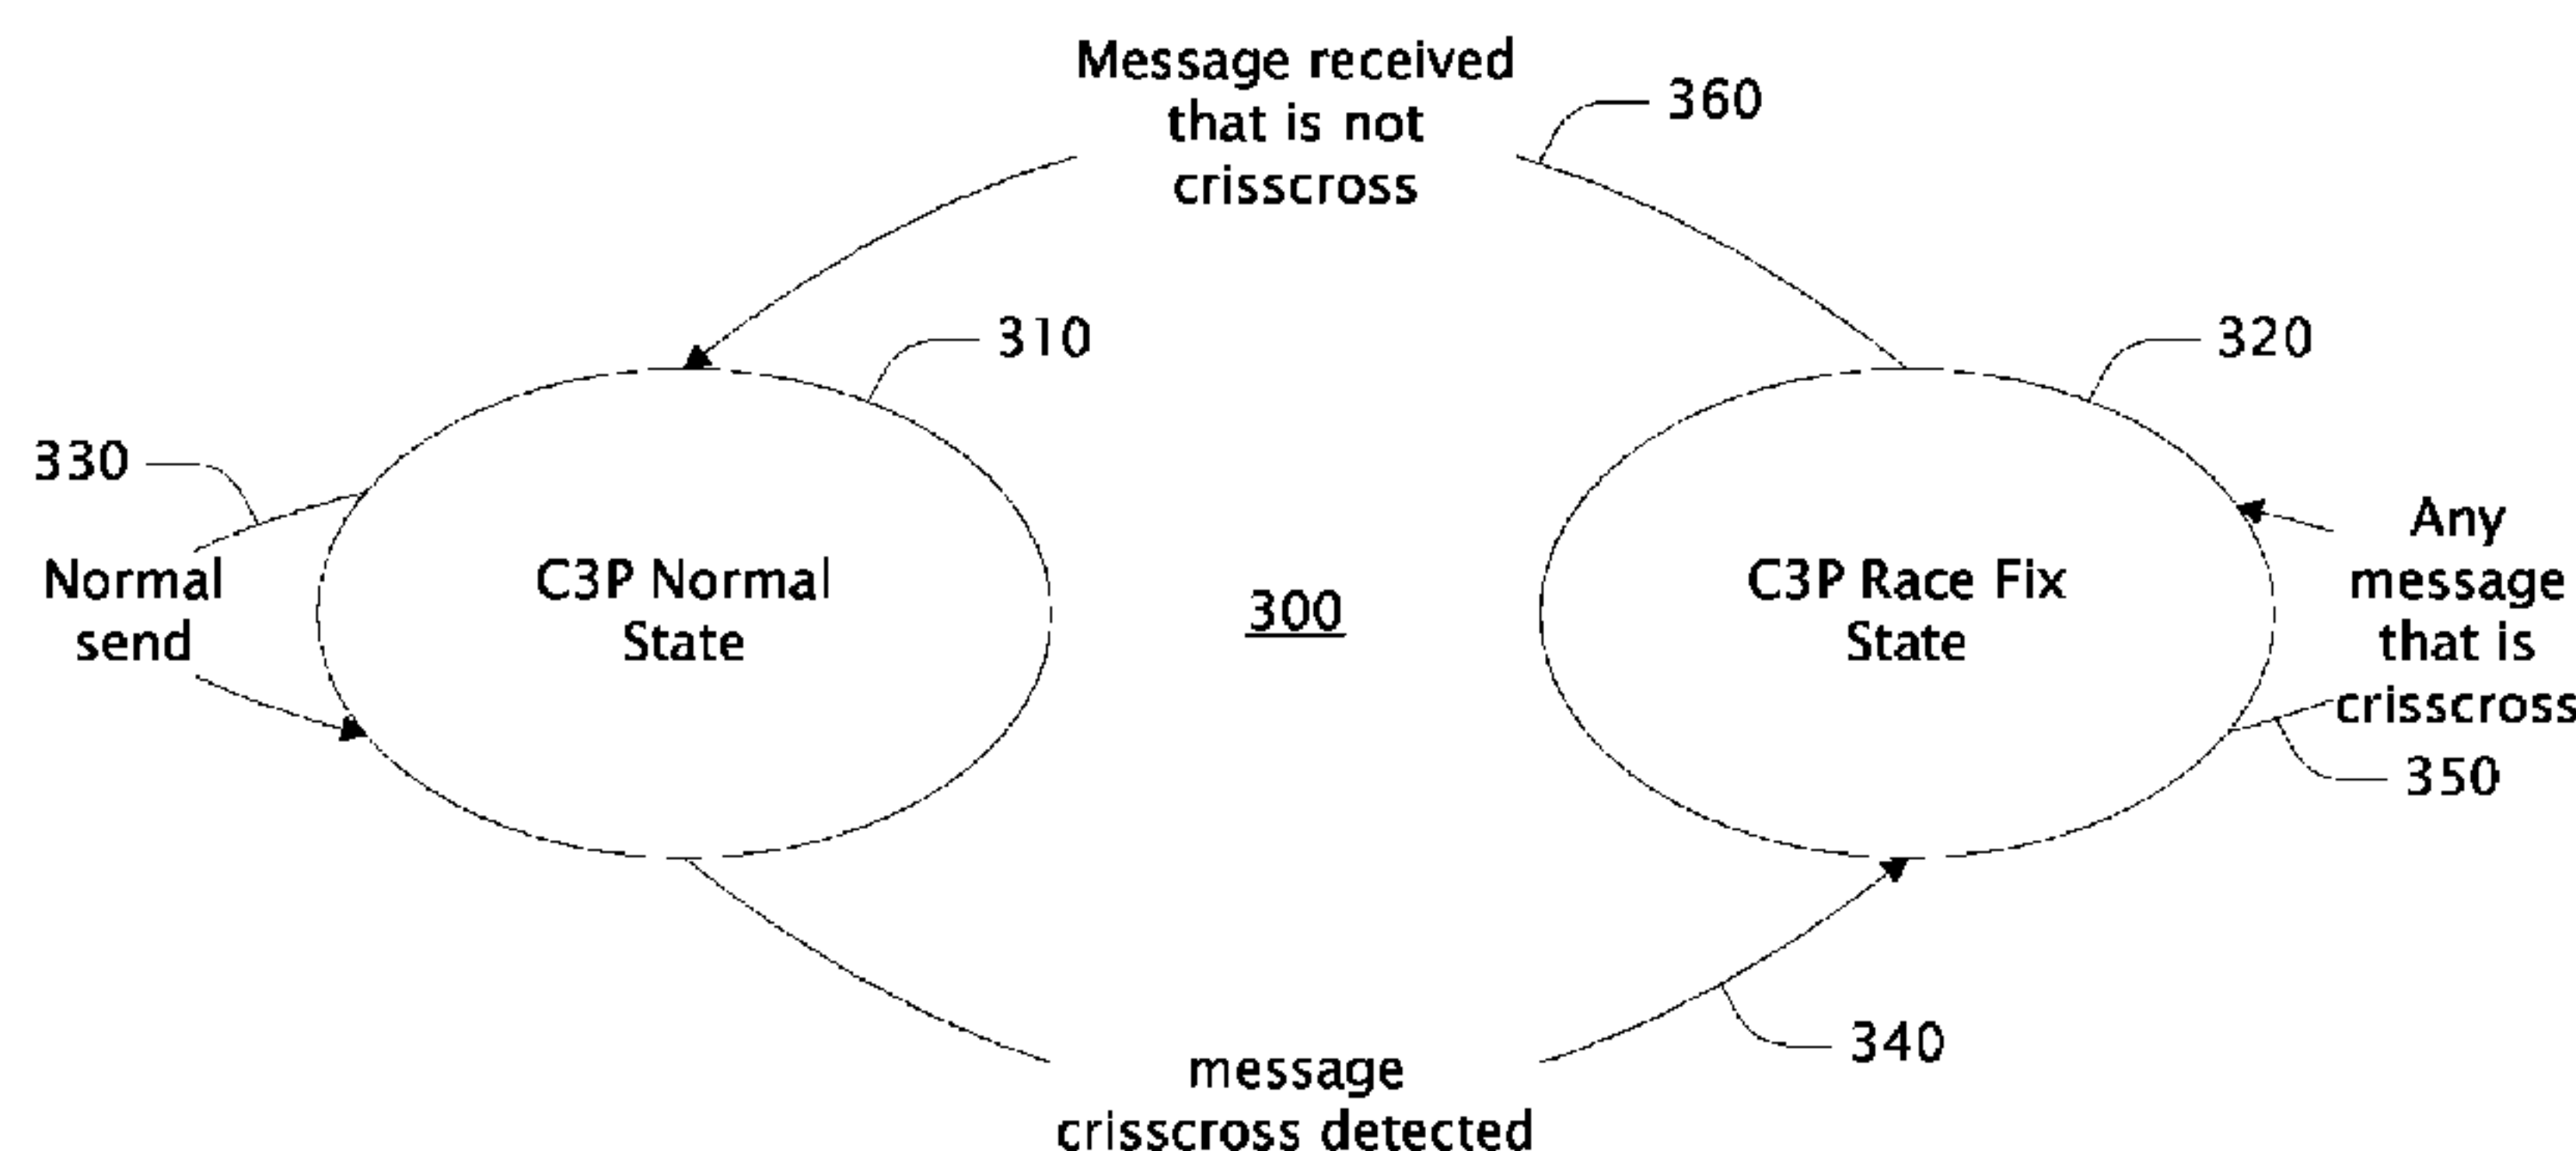 Message received
that is not
crisscross
360
310
320
330
Normal
send
C3P Normal
State
300
C3P Race Fix
State
Any
message
that is
crisscross
350
340
message
crisscross detected